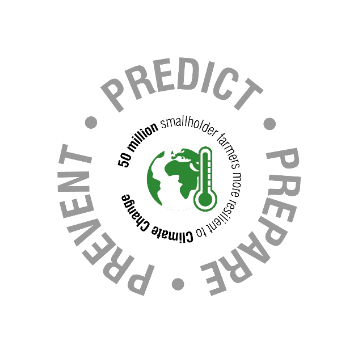 PREDICT • PREPARE • PREVENT •
50 million smallholder farmers more resilient to Climate Change